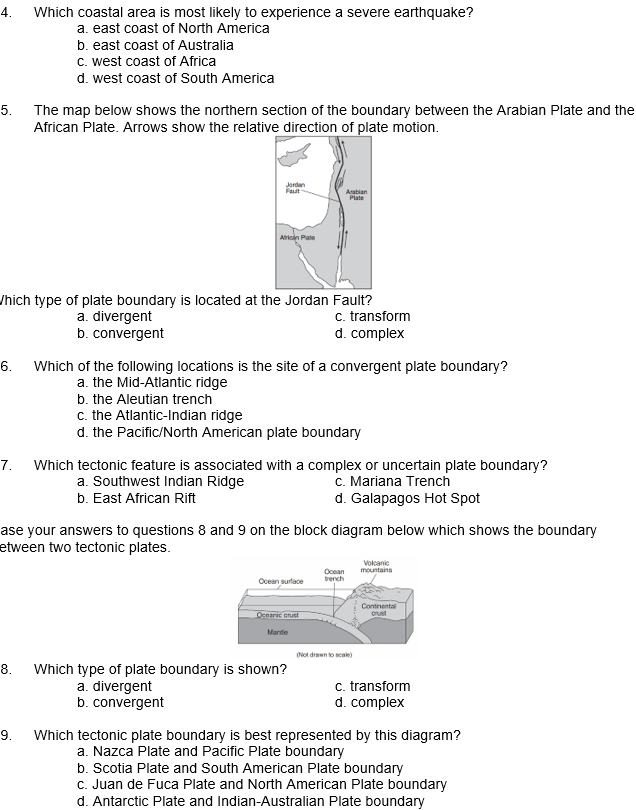 4. Which coastal area is most likely to experience a severe earthquake?
a. east coast of North America
b. east coast of Australia
c. west coast of Africa
d. west coast of South America
5. The map below shows the northern section of the boundary between the Arabian Plate and the
African Plate. Arrows show the relative direction of plate motion.
Jordan
Fault
Arabian
Plate
African Plate
Which type of plate boundary is located at the Jordan Fault?
a. divergent c. transform
b. convergent d. complex
6. Which of the following locations is the site of a convergent plate boundary?
a. the Mid-Atlantic ridge
b. the Aleutian trench
c. the Atlantic-Indian ridge
d. the Pacific/North American plate boundary
7. Which tectonic feature is associated with a complex or uncertain plate boundary?
a. Southwest Indian Ridge c. Mariana Trench
b. East African Rift d. Galapagos Hot Spot
ase your answers to questions 8 and 9 on the block diagram below which shows the boundary
etween two tectonic plates.
Volcanic
mountains
Ocean
trench
Ocean surface
Continental
crust
Oceanic crust
Mantle
(Not drawn to scale)
8. Which type of plate boundary is shown?
a. divergent c. transform
b. convergent d. complex
9. Which tectonic plate boundary is best represented by this diagram?
a. Nazca Plate and Pacific Plate boundary
b. Scotia Plate and South American Plate boundary
c. Juan de Fuca Plate and North American Plate boundary
d. Antarctic Plate and Indian-Australian Plate boundary